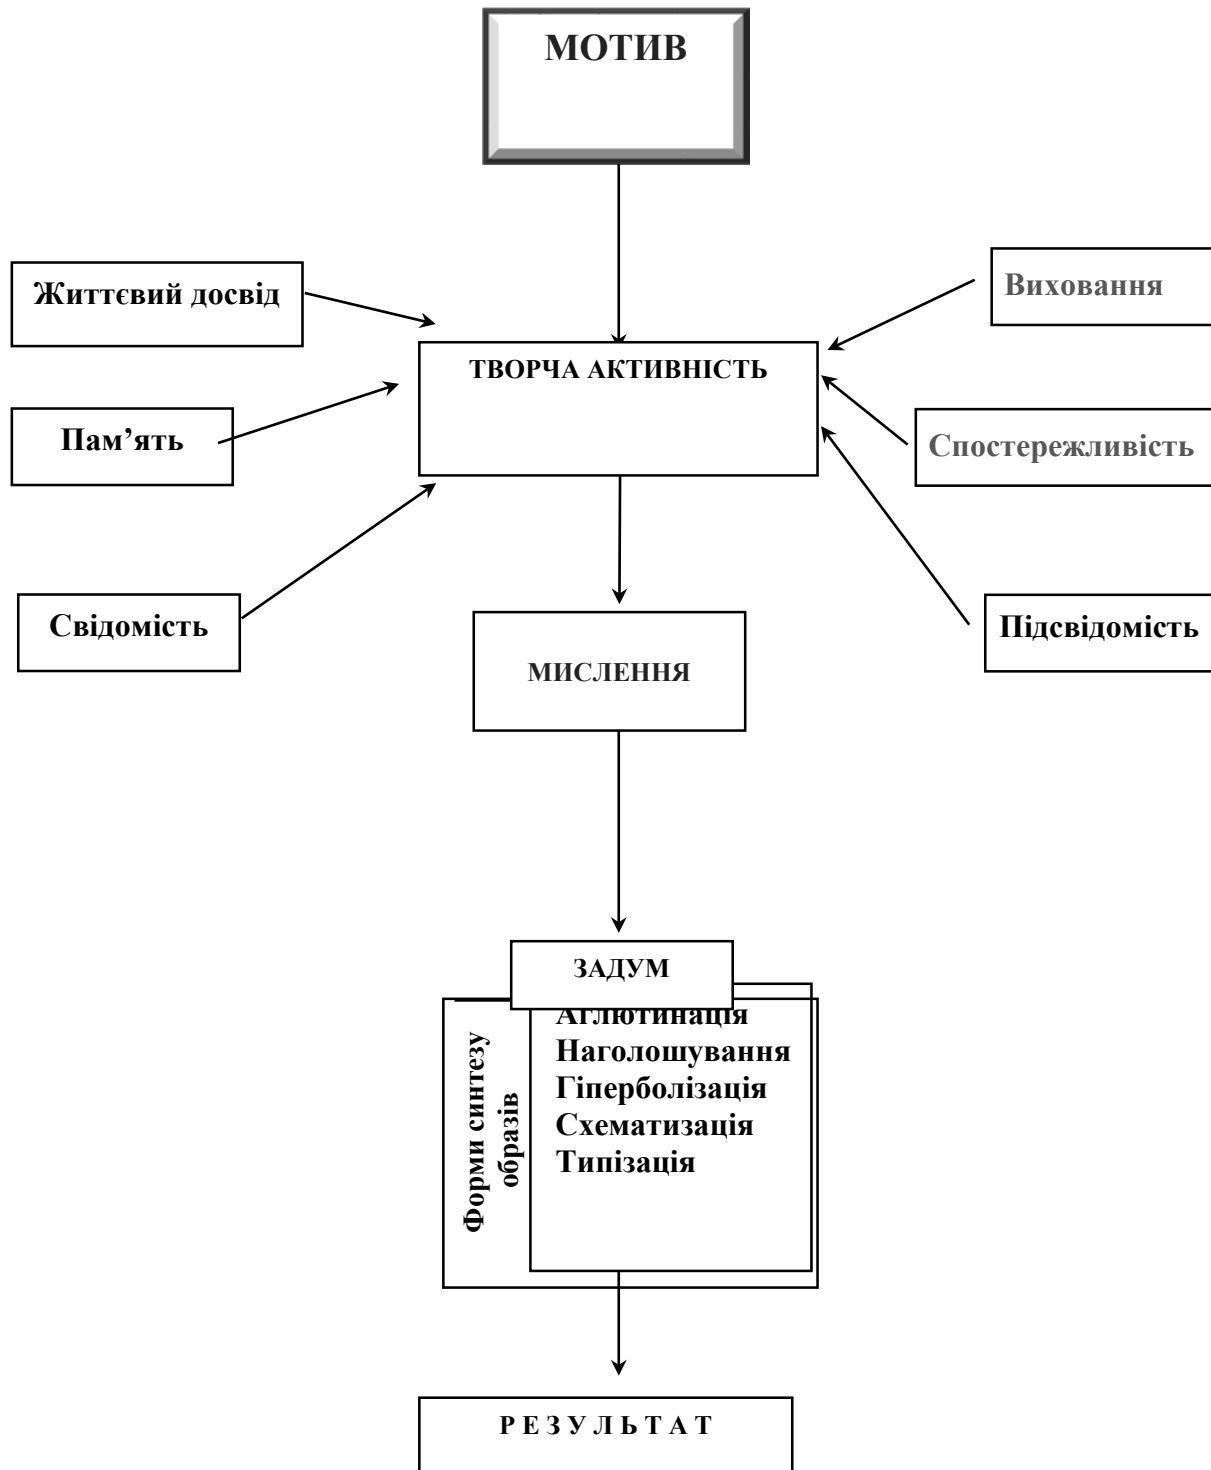 МОТИВ
Життєвий досвід
Виховання
ТВОРЧА АКТИВНІСТЬ
Пам’ять
Спостережливість
Свідомість
Підсвідомість
МИСЛЕННЯ
ЗАДУМ
Форми синтезу
образів
Аглютинація
Наголошування
Гіперболізація
Схематизація
Типізація
Р Е З У Л Ь Т А Т